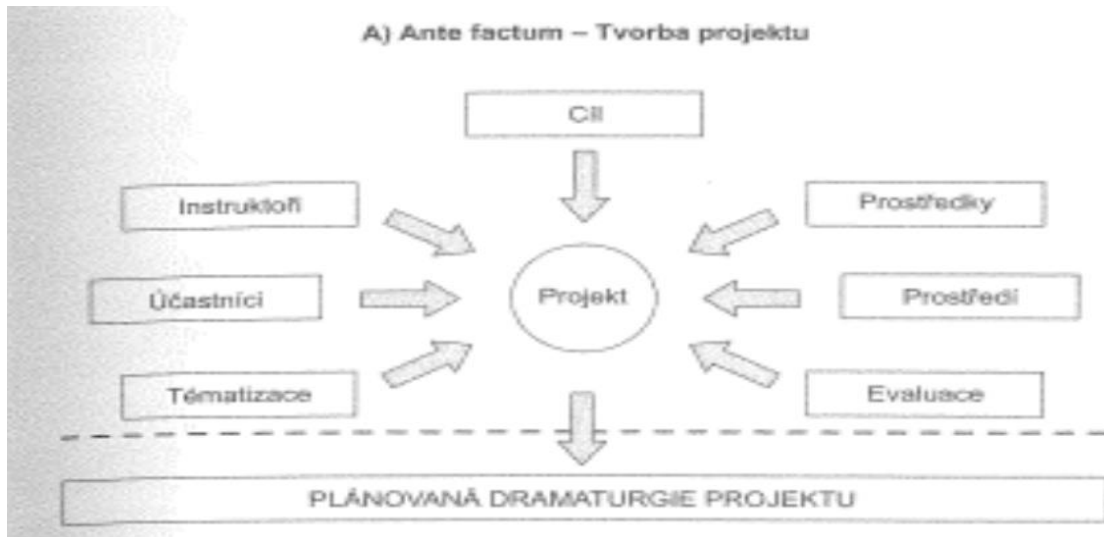 A) Ante factum – Tvorba projektu
Cíl
Instruktoři
Prostředky
Účastníci
Projekt
Prostředí
Tématizace
Evaluace
PLÁNOVANÁ DRAMATURGIE PROJEKTU